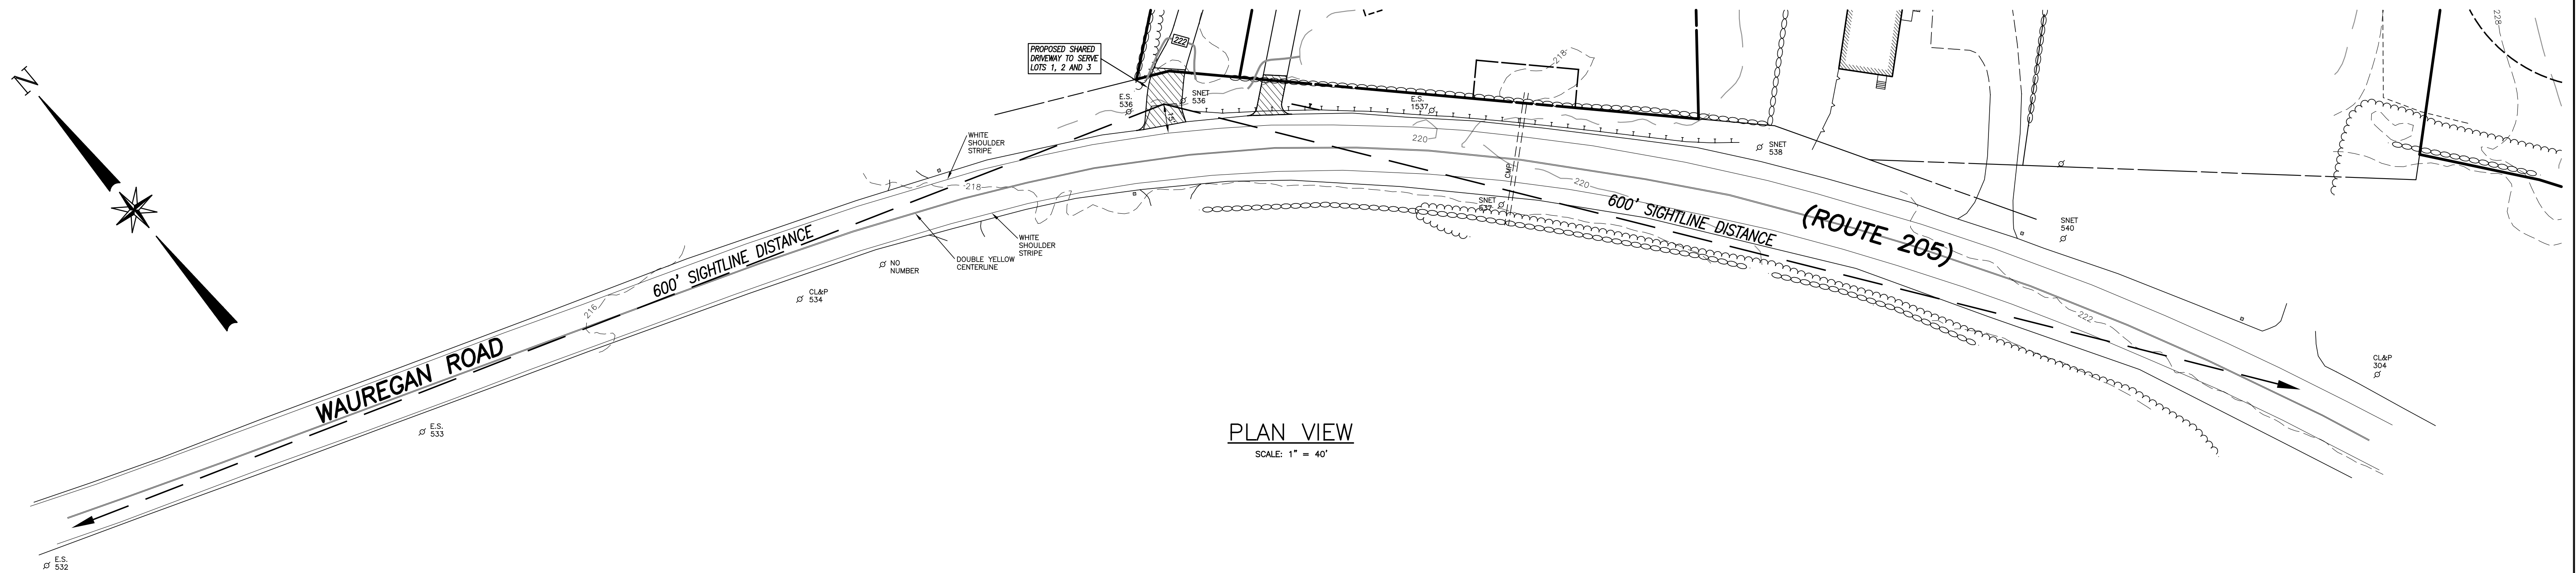 N
PROPOSED SHARED
DRIVEWAY TO SERVE
LOTS 1, 2 AND 3
222
E.S.
536
SNET
536
15'
WHITE
SHOULDER
STRIPE
218
E.S.
1537
220
218
CMP
SNET
537
220
SNET
538
228
600' SIGHTLINE DISTANCE
(ROUTE 205)
SNET
540
WHITE
SHOULDER
STRIPE
DOUBLE YELLOW
CENTERLINE
NO
NUMBER
CL&P
534
600' SIGHTLINE DISTANCE
216
222
CL&P
304
WAUREGAN ROAD
E.S.
533
E.S.
532
PLAN VIEW
SCALE: 1" = 40'